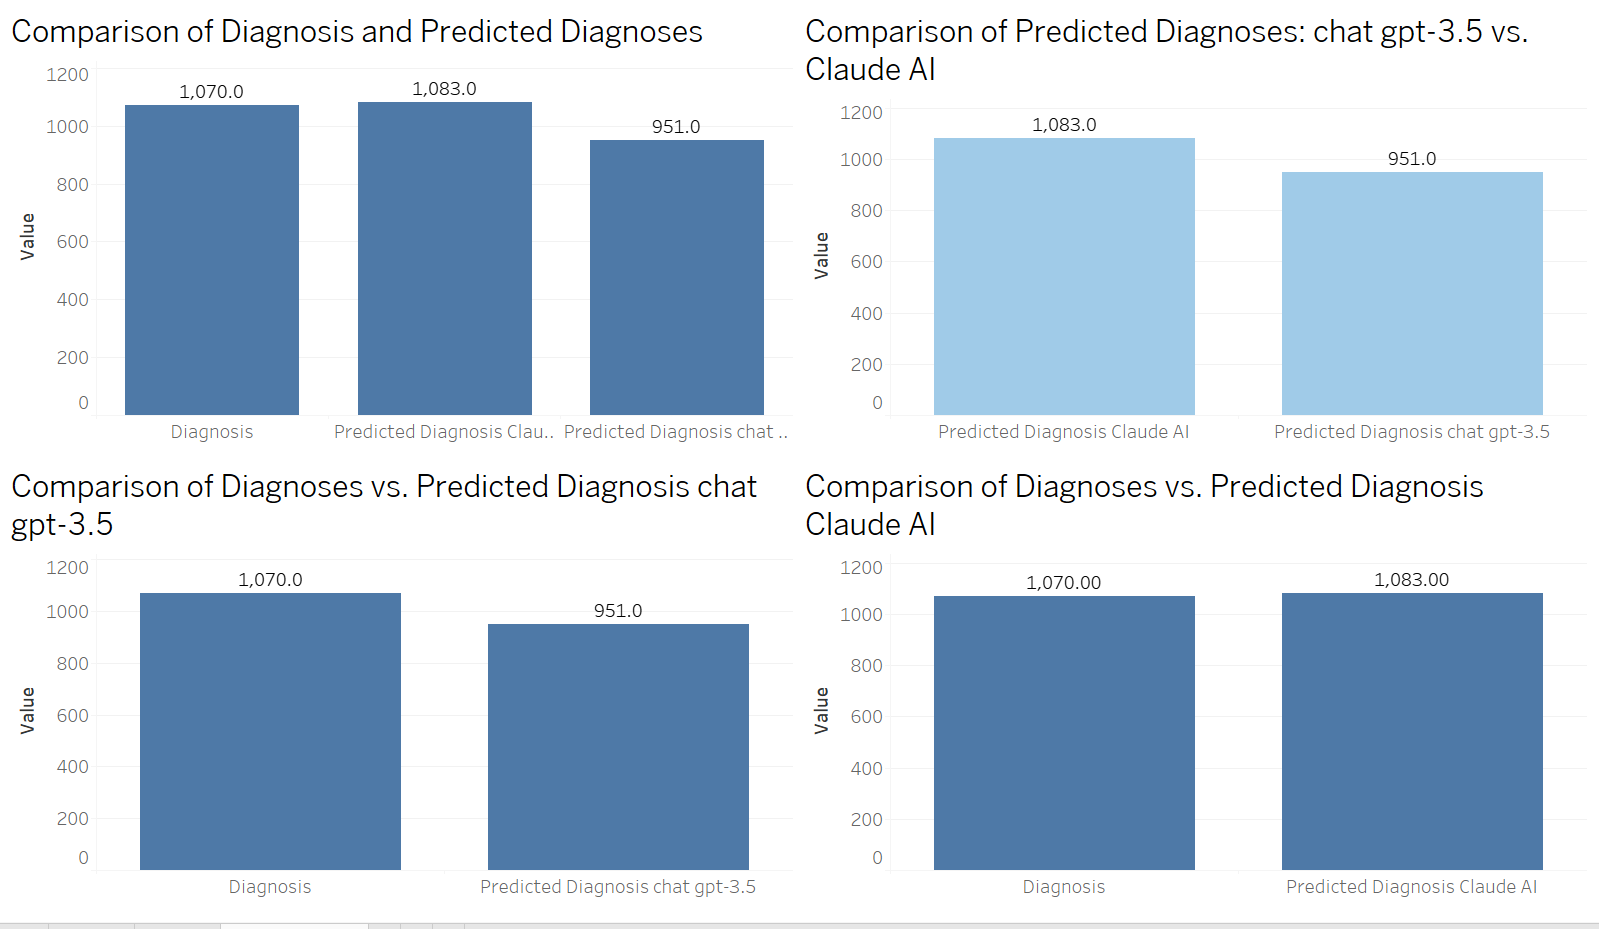 Comparison of Diagnosis and Predicted Diagnoses
1200
1000
800
600
400
200
0
Value
1,070.0
1,083.0
951.0
Diagnosis
Predicted Diagnosis Clau..
Predicted Diagnosis chat ..
Comparison of Predicted Diagnoses: chat gpt-3.5 vs.
Claude AI
1200
1000
800
600
400
200
0
Value
1,083.0
951.0
Predicted Diagnosis Claude AI
Predicted Diagnosis chat gpt-3.5
Comparison of Diagnoses vs. Predicted Diagnosis chat
gpt-3.5
1200
1000
800
600
400
200
0
Value
1,070.0
951.0
Diagnosis
Predicted Diagnosis chat gpt-3.5
Comparison of Diagnoses vs. Predicted Diagnosis
Claude AI
1200
1000
800
600
400
200
0
Value
1,070.00
1,083.00
Diagnosis
Predicted Diagnosis Claude AI